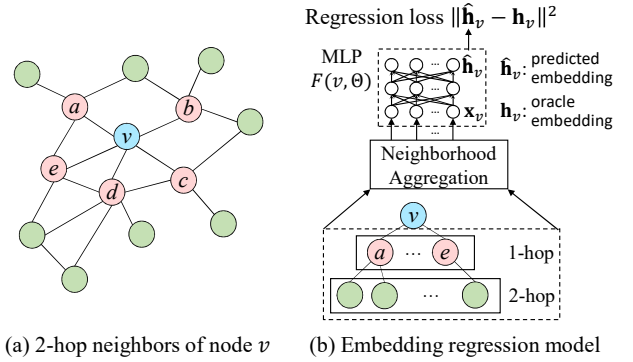 Regression loss ‖ĥ_v − h_v‖²
MLP
F(v, Θ)
...
...
ĥ_v
ĥ_v: predicted
embedding
x_v
h_v: oracle
embedding
...
Neighborhood
Aggregation
a
b
v
e
d
c
v
a ... e
1-hop
...
2-hop
(a) 2-hop neighbors of node v
(b) Embedding regression model